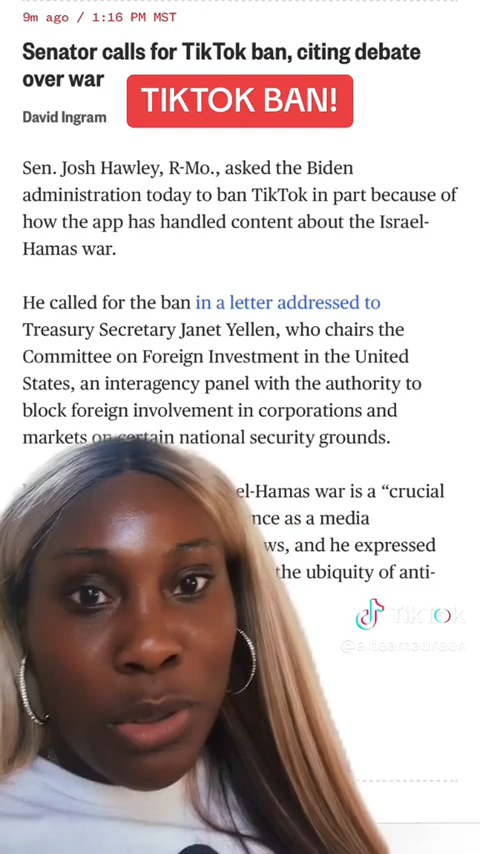 9m ago / 1:16 PM MST
Senator calls for TikTok ban, citing debate
over war
TIKTOK BAN!
David Ingram
Sen. Josh Hawley, R-Mo., asked the Biden
administration today to ban TikTok in part because of
how the app has handled content about the Israel-
Hamas war.
He called for the ban in a letter addressed to
Treasury Secretary Janet Yellen, who chairs the
Committee on Foreign Investment in the United
States, an interagency panel with the authority to
block foreign involvement in corporations and
markets on certain national security grounds.
el-Hamas war is a “crucial
nce as a media
ws, and he expressed
the ubiquity of anti-
TikTok